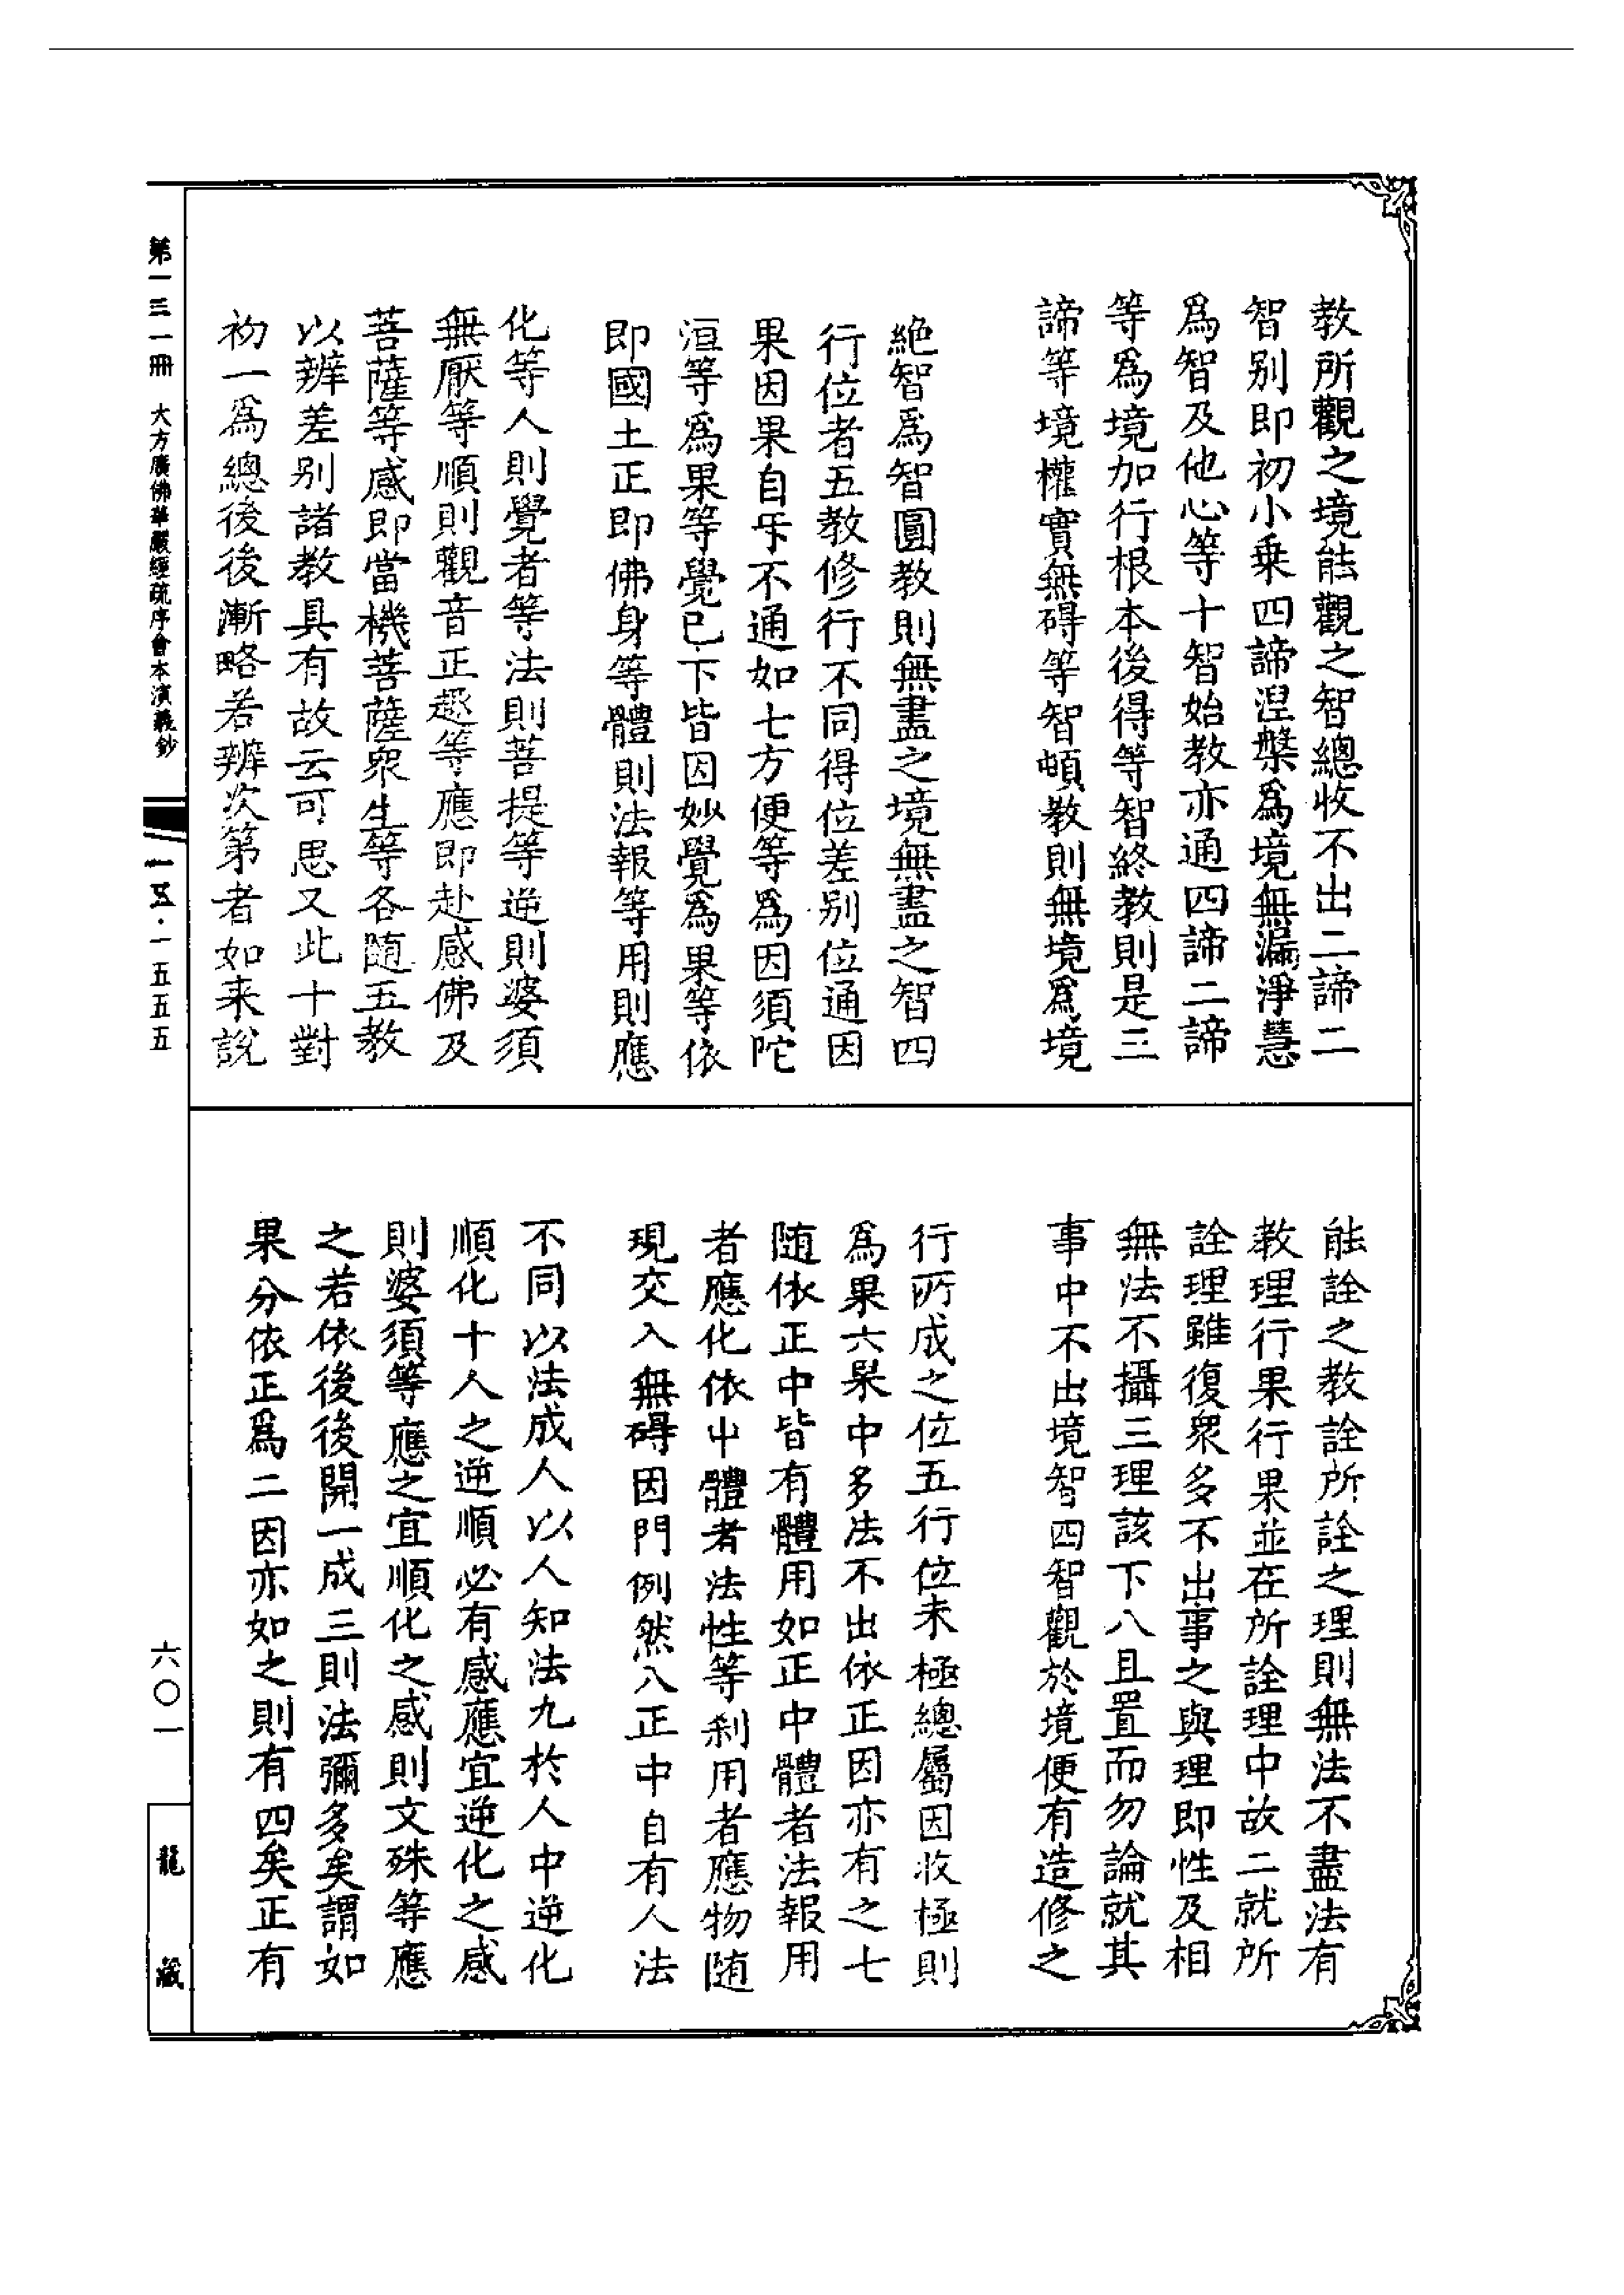 教所觀之境能觀之智總收不出二諦二
智別即初小乗四諦涅槃爲境無漏淨慧
爲智及他心等十智始教亦通四諦二諦
等爲境加行根本後得等智終教則是三
諦等境權實無碍等智頓教則無境爲境
絶智爲智圓教則無盡之境無盡之智四
行位者五教修行不同得位差别位通因
果因果自𠄔不通如七方便等爲因須陀
洹等爲果等覺已下皆因妙覺爲果等依
即國土正即佛身等體則法報等用則應
化等人則覺者等法則菩提等逆則婆須
無厭等順則觀音正趣等應即赴感佛及
菩薩等感即當機菩薩衆生等各随五教
以辨差别諸教具有故云可思又此十對
初一爲總後後漸略若辨次第者如来說
能詮之教詮所詮之理則無法不盡法有
教理行果行果並在所詮理中故二就所
詮理雖復衆多不出事之與理即性及相
無法不攝三理該下八且置而勿論就其
事中不出境智四智觀於境便有造修之
行所成之位五行位未極總屬因收極則
爲果六果中多法不出依正因亦有之七
随依正中皆有體用如正中體者法報用
者應化依中體者法性等刹用者應物随
現交入無碍因門例然八正中自有人法
不同以法成人以人知法九於人中逆化
順化十人之逆順必有感應宜逆化之感
則婆須等應之宜順化之感則文殊等應
之若依後後開一成三則法彌多矣謂如
果分依正爲二因亦如之則有四矣正有
第一三一冊 大方廣佛華嚴經疏序會本演義鈔
一五·一五五五
六〇一
龍藏